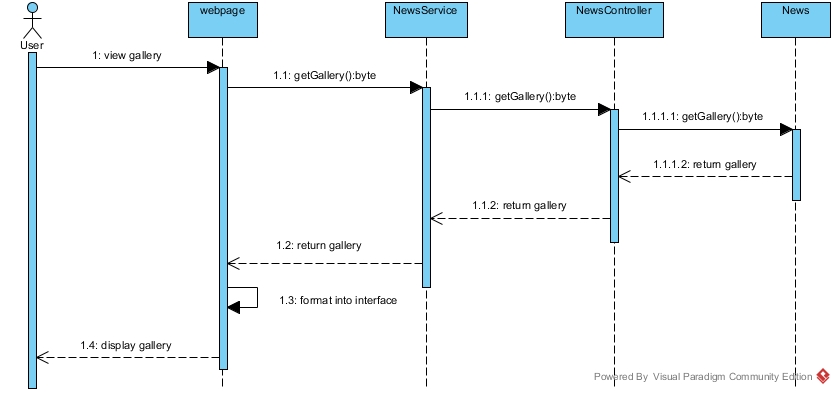 webpage
NewsService
NewsController
News
User
1: view gallery
1.1: getGallery():byte
1.1.1: getGallery():byte
1.1.1.1: getGallery():byte
1.1.1.2: return gallery
1.1.2: return gallery
1.2: return gallery
1.3: format into interface
1.4: display gallery
Powered By Visual Paradigm Community Edition